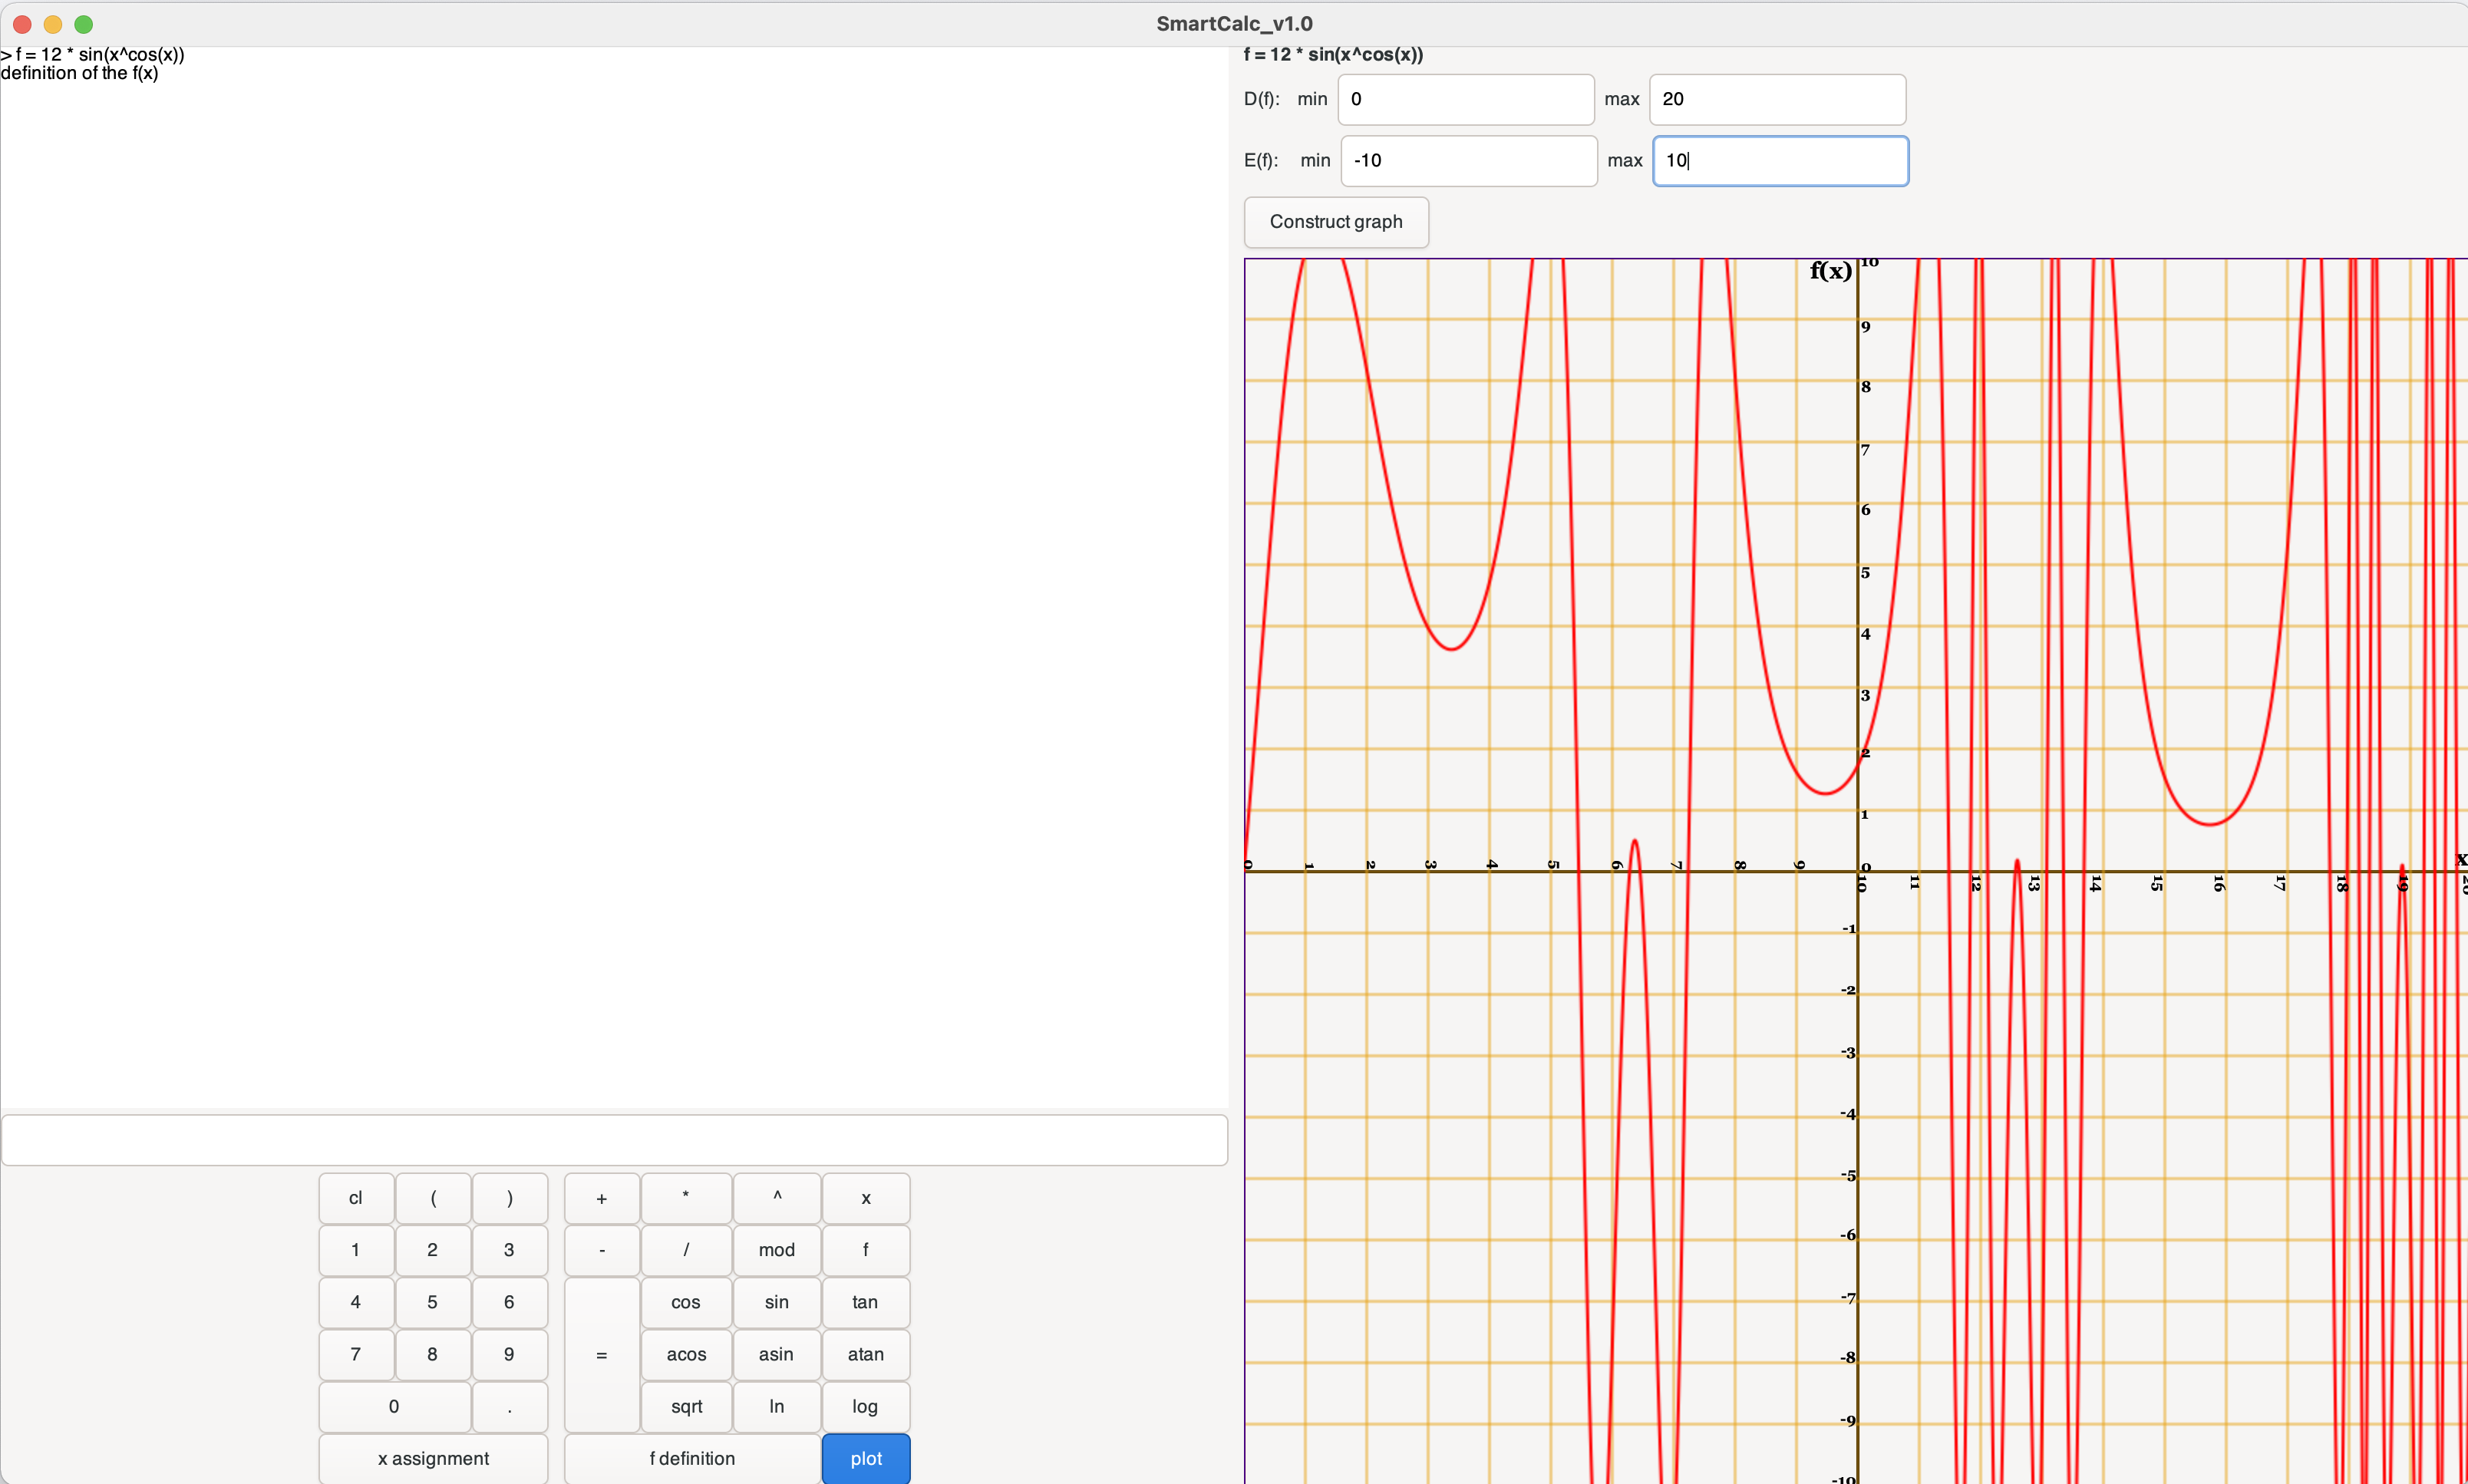 SmartCalc_v1.0
> f = 12 * sin(x^cos(x))
definition of the f(x)
f = 12 * sin(x^cos(x))
D(f): min 0 max 20
E(f): min -10 max 10
Construct graph
f(x)
10
9
8
7
6
5
4
3
2
1
0 1 2 3 4 5 6 7 8 9 0 x
10 11 12 13 14 15 16 17 18 19 20
-1
-2
-3
-4
-5
-6
-7
-8
-9
-10
cl ( ) + * ^ x
1 2 3 - / mod f
4 5 6 cos sin tan
7 8 9 = acos asin atan
0 . sqrt ln log
x assignment f definition plot